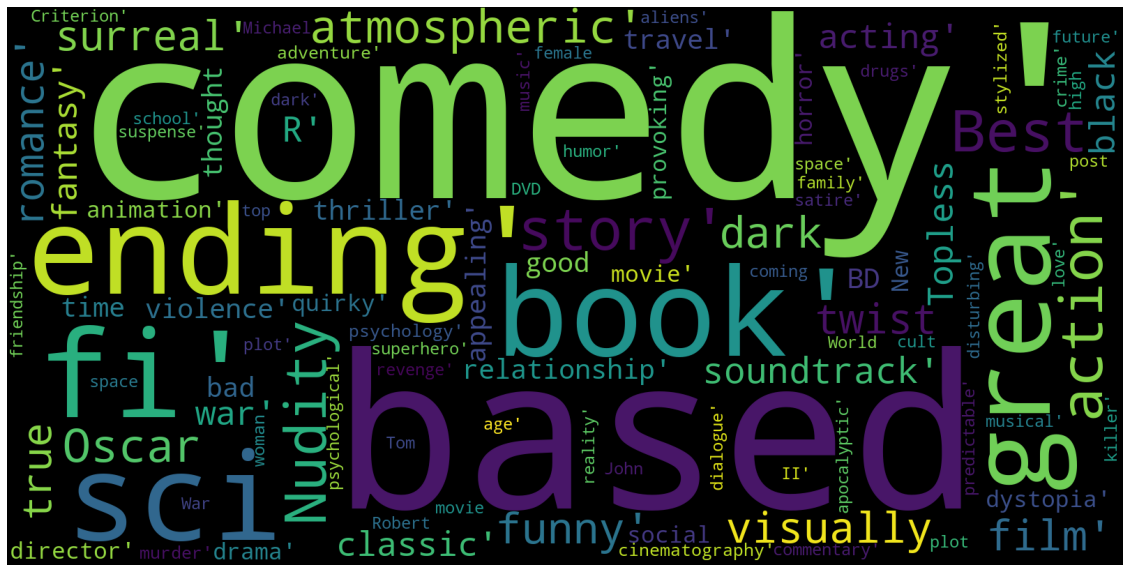 Criterion'
surreal'
Michael
atmospheric'
aliens'
travel'
acting'
future'
adventure'
female
romance'
fantasy'
thought
comedy'
music'
provoking'
horror'
drugs'
stylized'
crime'
high
black
Best
dark'
school'
suspense'
R'
humor'
DVD
space'
family'
satire'
post
animation'
top
thriller'
ending'
story'
dark
Topless
great
action'
appealing'
good
movie'
coming
BD
New
love'
disturbing'
friendship'
time
violence'
quirky'
book'
twist
psychology'
superhero'
World
cult
plot'
fi'
space
bad
revenge'
relationship'
soundtrack'
war'
Nudity
psychological'
based
predictable'
musical'
killer'
true
Oscar
woman
Tom
age'
reality'
John
dialogue'
II'
apocalyptic'
dystopia'
sci
War
Robert
movie
funny'
social
visually
plot
film'
director'
murder'
drama'
classic'
cinematography'
commentary'